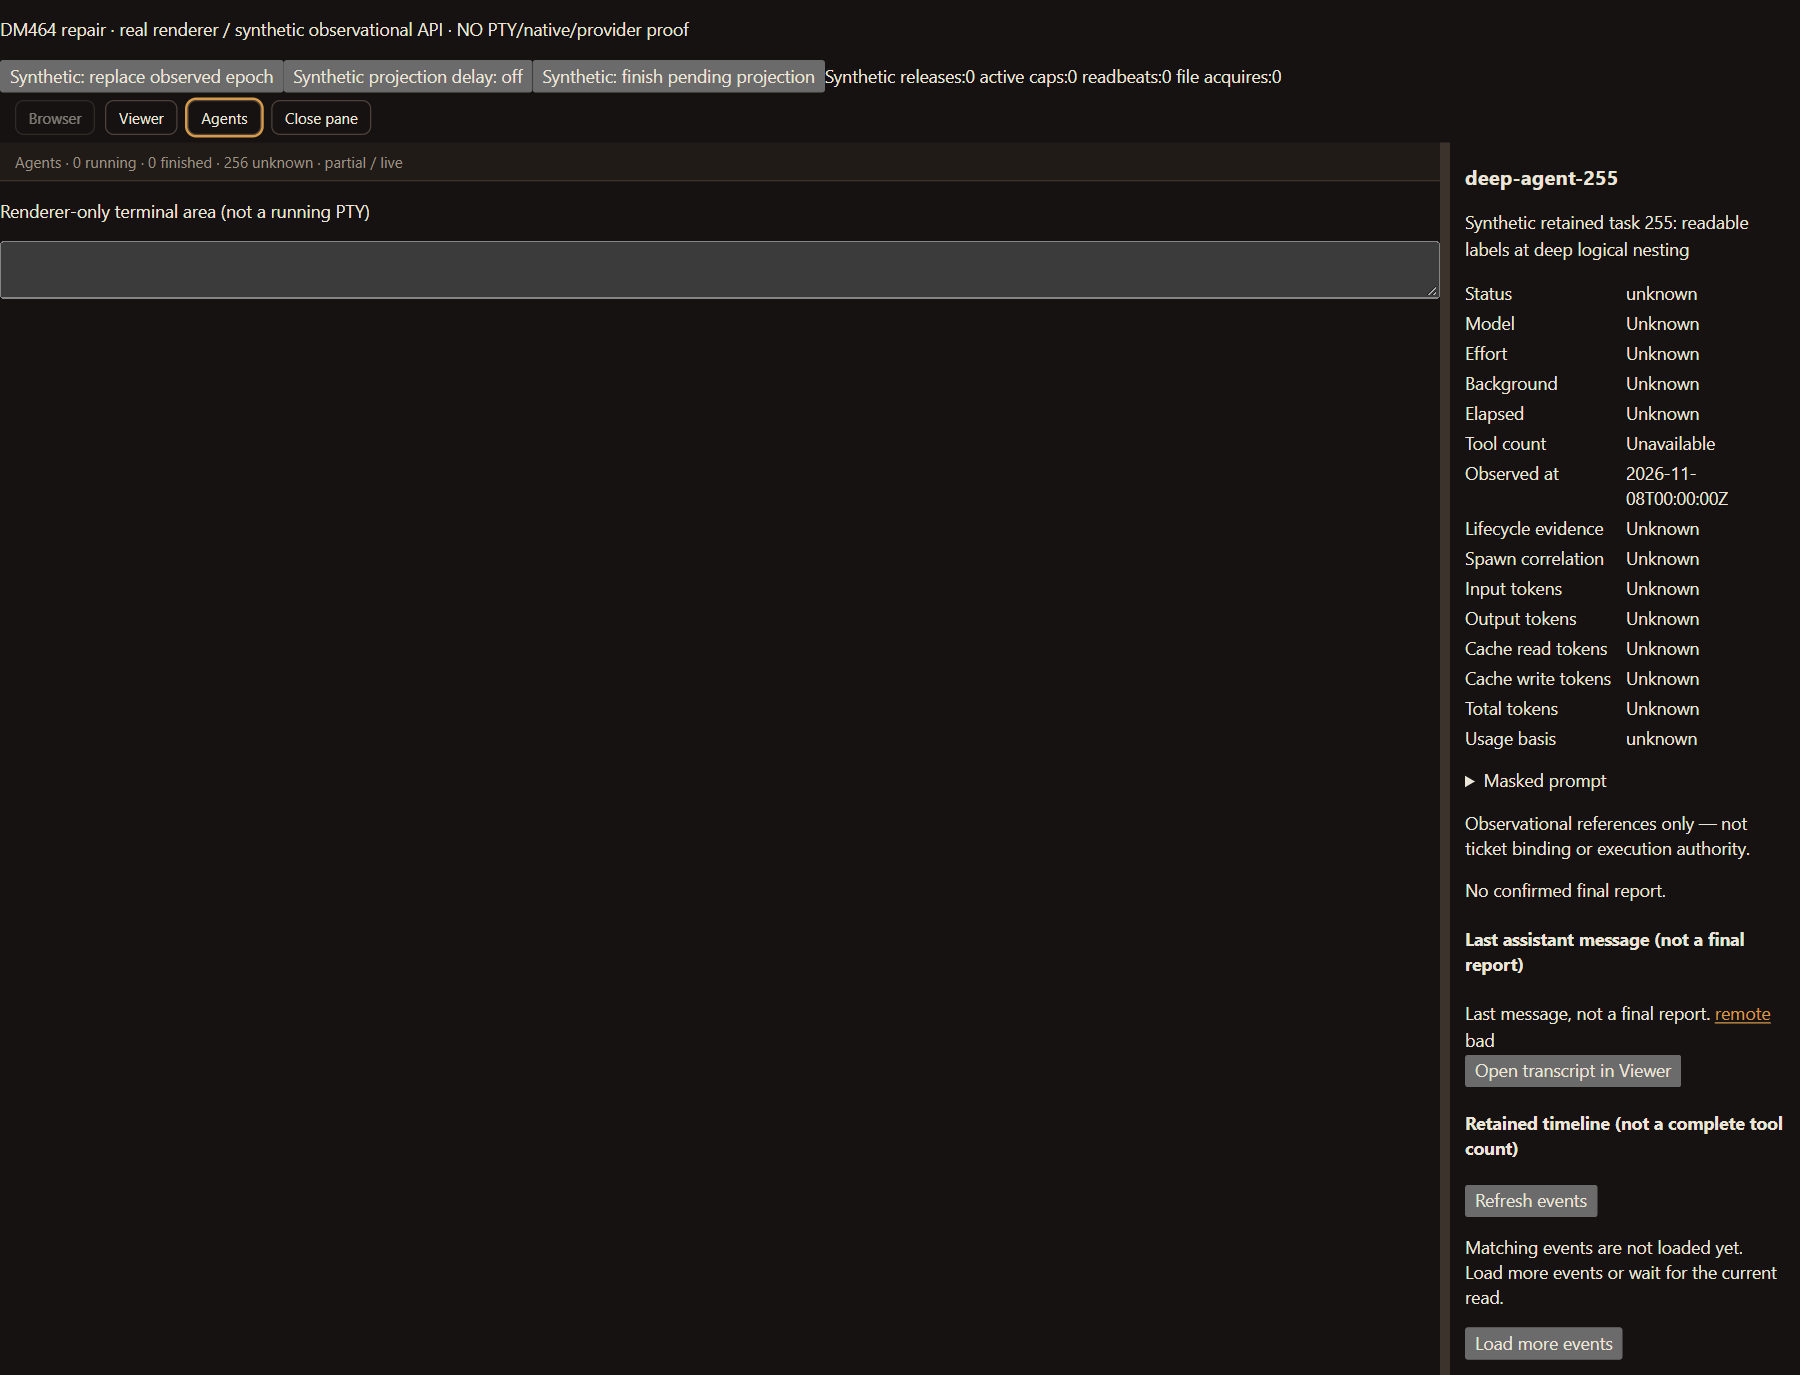 DM464 repair · real renderer / synthetic observational API · NO PTY/native/provider proof
Synthetic: replace observed epoch Synthetic projection delay: off Synthetic: finish pending projection Synthetic releases:0 active caps:0 readbeats:0 file acquires:0
Browser Viewer Agents Close pane
Agents · 0 running · 0 finished · 256 unknown · partial / live
Renderer-only terminal area (not a running PTY)
deep-agent-255
Synthetic retained task 255: readable
labels at deep logical nesting
Status unknown
Model Unknown
Effort Unknown
Background Unknown
Elapsed Unknown
Tool count Unavailable
Observed at 2026-11-
08T00:00:00Z
Lifecycle evidence Unknown
Spawn correlation Unknown
Input tokens Unknown
Output tokens Unknown
Cache read tokens Unknown
Cache write tokens Unknown
Total tokens Unknown
Usage basis unknown
Masked prompt
Observational references only — not
ticket binding or execution authority.
No confirmed final report.
Last assistant message (not a final
report)
Last message, not a final report. remote
bad
Open transcript in Viewer
Retained timeline (not a complete tool
count)
Refresh events
Matching events are not loaded yet.
Load more events or wait for the current
read.
Load more events